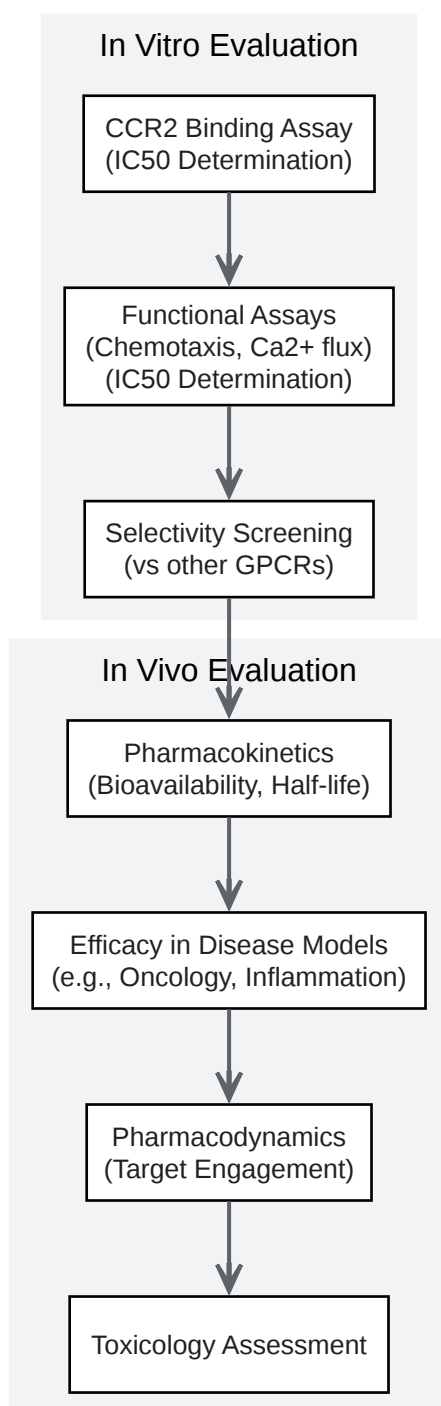 In Vitro Evaluation
CCR2 Binding Assay
(IC50 Determination)
Functional Assays
(Chemotaxis, Ca2+ flux)
(IC50 Determination)
Selectivity Screening
(vs other GPCRs)
In Vivo Evaluation
Pharmacokinetics
(Bioavailability, Half-life)
Efficacy in Disease Models
(e.g., Oncology, Inflammation)
Pharmacodynamics
(Target Engagement)
Toxicology Assessment